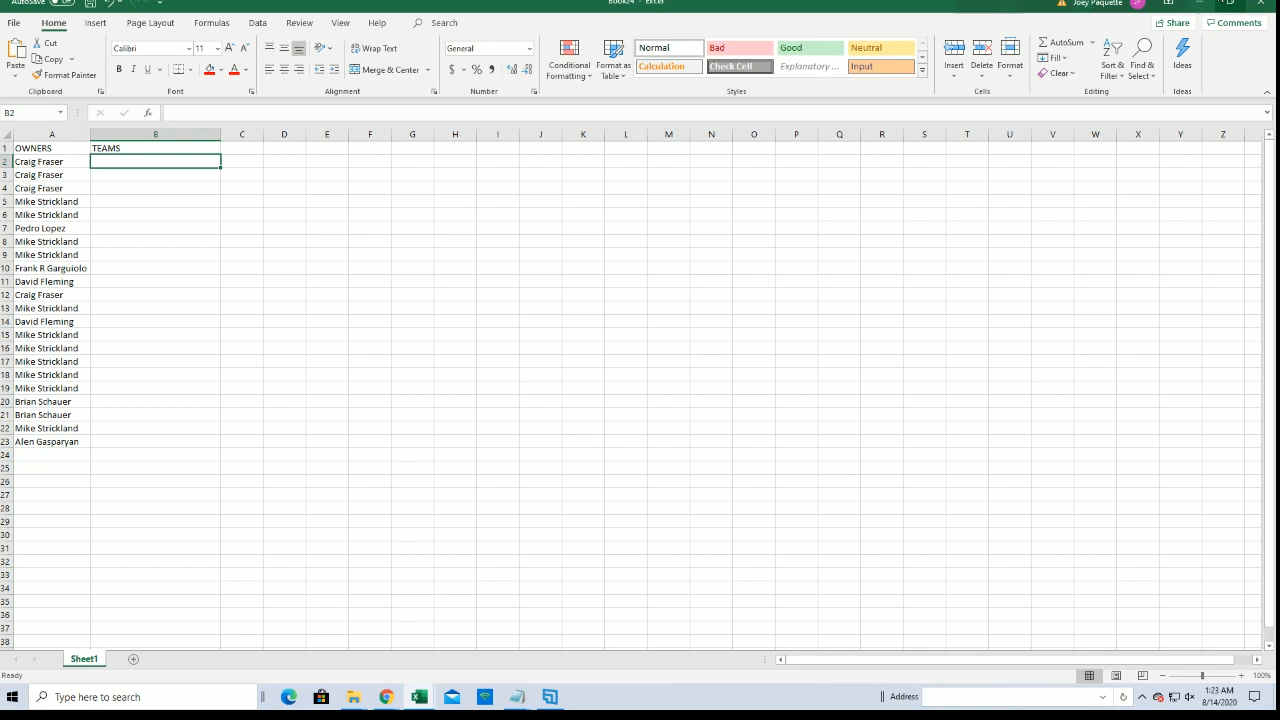 AutoSave Off Book24 - Excel Joey Paquette
File Home Insert Page Layout Formulas Data Review View Help Search Share Comments
Paste Cut Copy Format Painter Clipboard
Calibri 11 B I U A A A Font
Wrap Text Merge & Center Alignment
General $ % Number
Conditional Formatting Format as Table
Normal Bad Good Neutral
Calculation Check Cell Explanatory ... Input
Styles
Insert Delete Format Cells
AutoSum Fill Clear Sort & Filter Find & Select Editing
Ideas Ideas
B2 fx
A B C D E F G H I J K L M N O P Q R S T U V W X Y Z
1 OWNERS TEAMS
2 Craig Fraser
3 Craig Fraser
4 Craig Fraser
5 Mike Strickland
6 Mike Strickland
7 Pedro Lopez
8 Mike Strickland
9 Mike Strickland
10 Frank R Garguiolo
11 David Fleming
12 Craig Fraser
13 Mike Strickland
14 David Fleming
15 Mike Strickland
16 Mike Strickland
17 Mike Strickland
18 Mike Strickland
19 Mike Strickland
20 Brian Schauer
21 Brian Schauer
22 Mike Strickland
23 Alen Gasparyan
24
25
26
27
28
29
30
31
32
33
34
35
36
37
38
Sheet1
Ready 100%
Type here to search Address 1:23 AM
8/14/2020